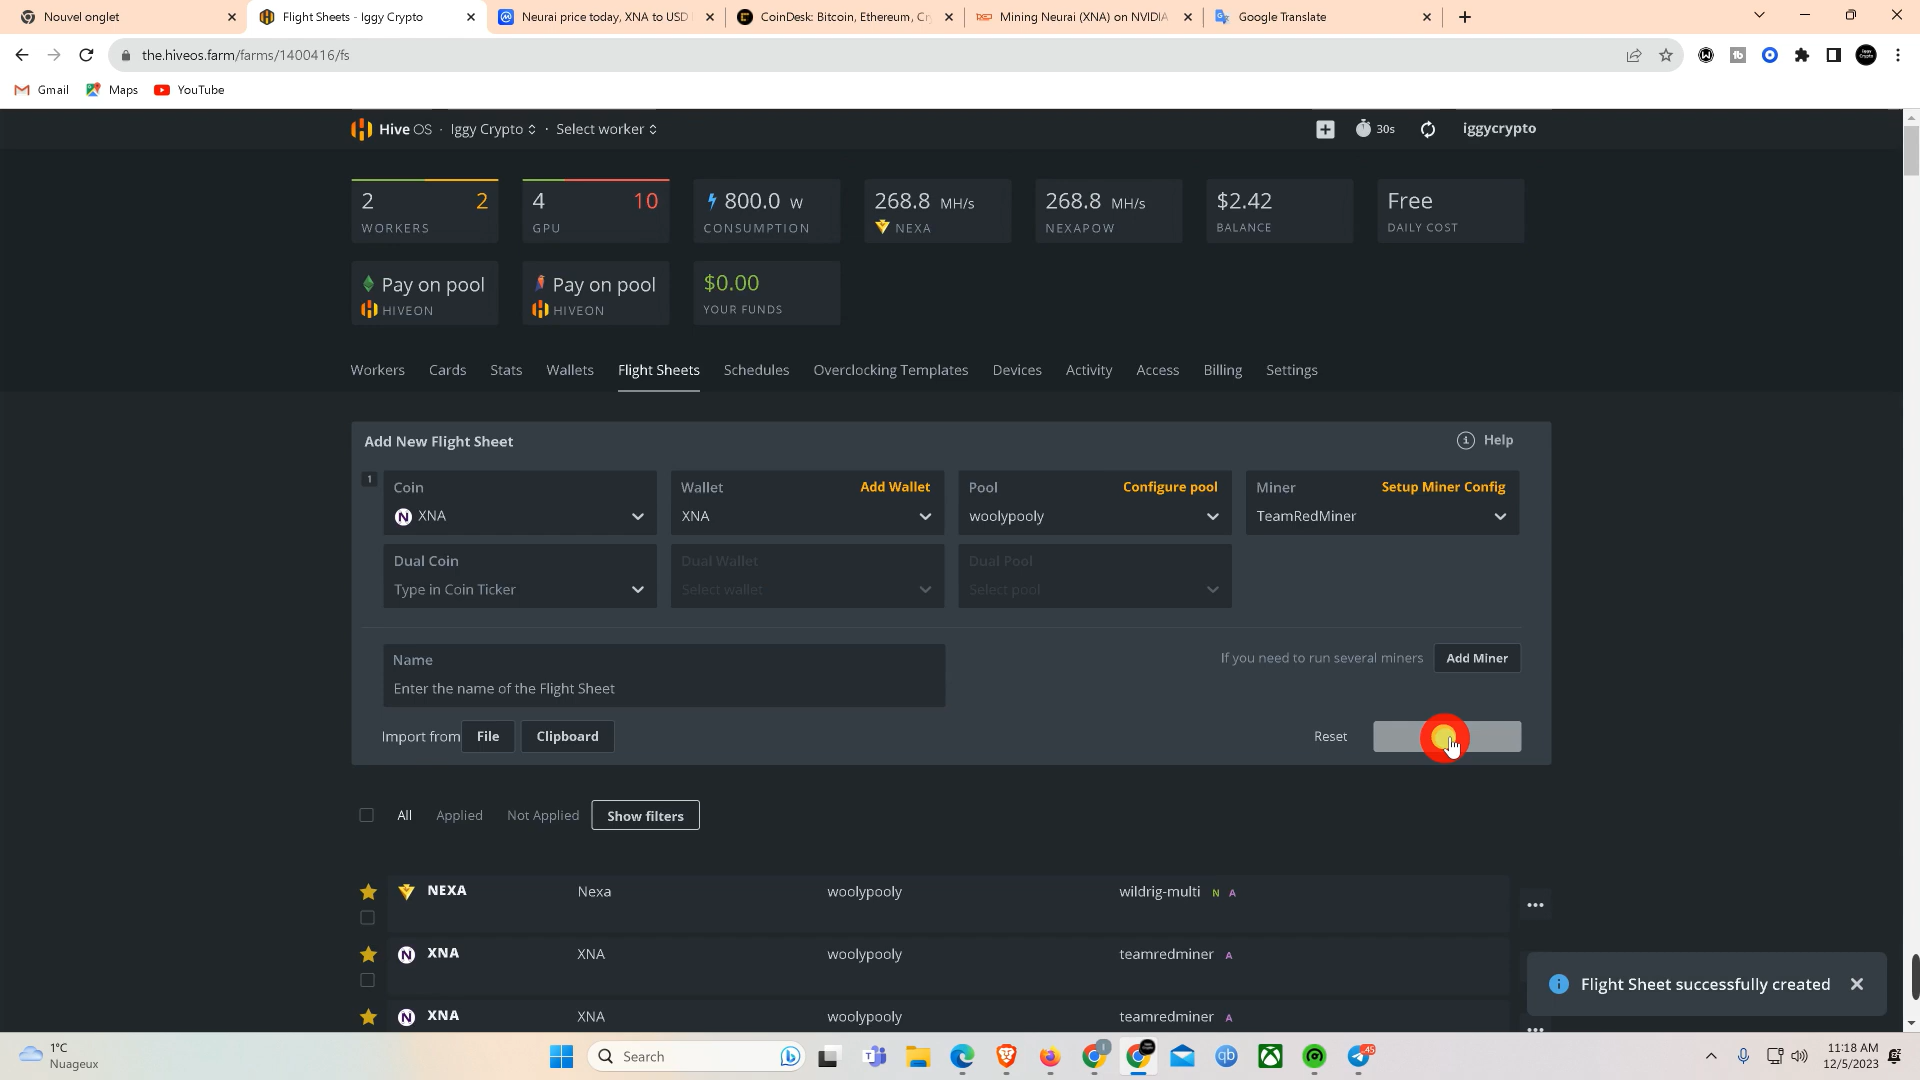 Nouvel onglet
Flight Sheets - Iggy Crypto
Neurai price today, XNA to USD
CoinDesk: Bitcoin, Ethereum, Cr
Mining Neurai (XNA) on NVIDIA
Google Translate
the.hiveos.farm/farms/1400416/fs
Gmail Maps YouTube
Hive OS · Iggy Crypto · Select worker
30s iggycrypto
2 2
WORKERS
4 10
GPU
800.0 W
CONSUMPTION
268.8 MH/s
NEXA
268.8 MH/s
NEXAPOW
$2.42
BALANCE
Free
DAILY COST
Pay on pool
HIVEON
Pay on pool
HIVEON
$0.00
YOUR FUNDS
Workers Cards Stats Wallets Flight Sheets Schedules Overclocking Templates Devices Activity Access Billing Settings
Add New Flight Sheet
Help
1
Coin
XNA
Wallet Add Wallet
XNA
Pool Configure pool
woolypooly
Miner Setup Miner Config
TeamRedMiner
Dual Coin
Type in Coin Ticker
Dual Wallet
Select wallet
Dual Pool
Select pool
Name
Enter the name of the Flight Sheet
If you need to run several miners Add Miner
Import from File Clipboard
Reset
All Applied Not Applied Show filters
NEXA Nexa woolypooly wildrig-multi N A
XNA XNA woolypooly teamredminer A
XNA XNA woolypooly teamredminer A
Flight Sheet successfully created
1°C
Nuageux
Search
45
11:18 AM
12/5/2023